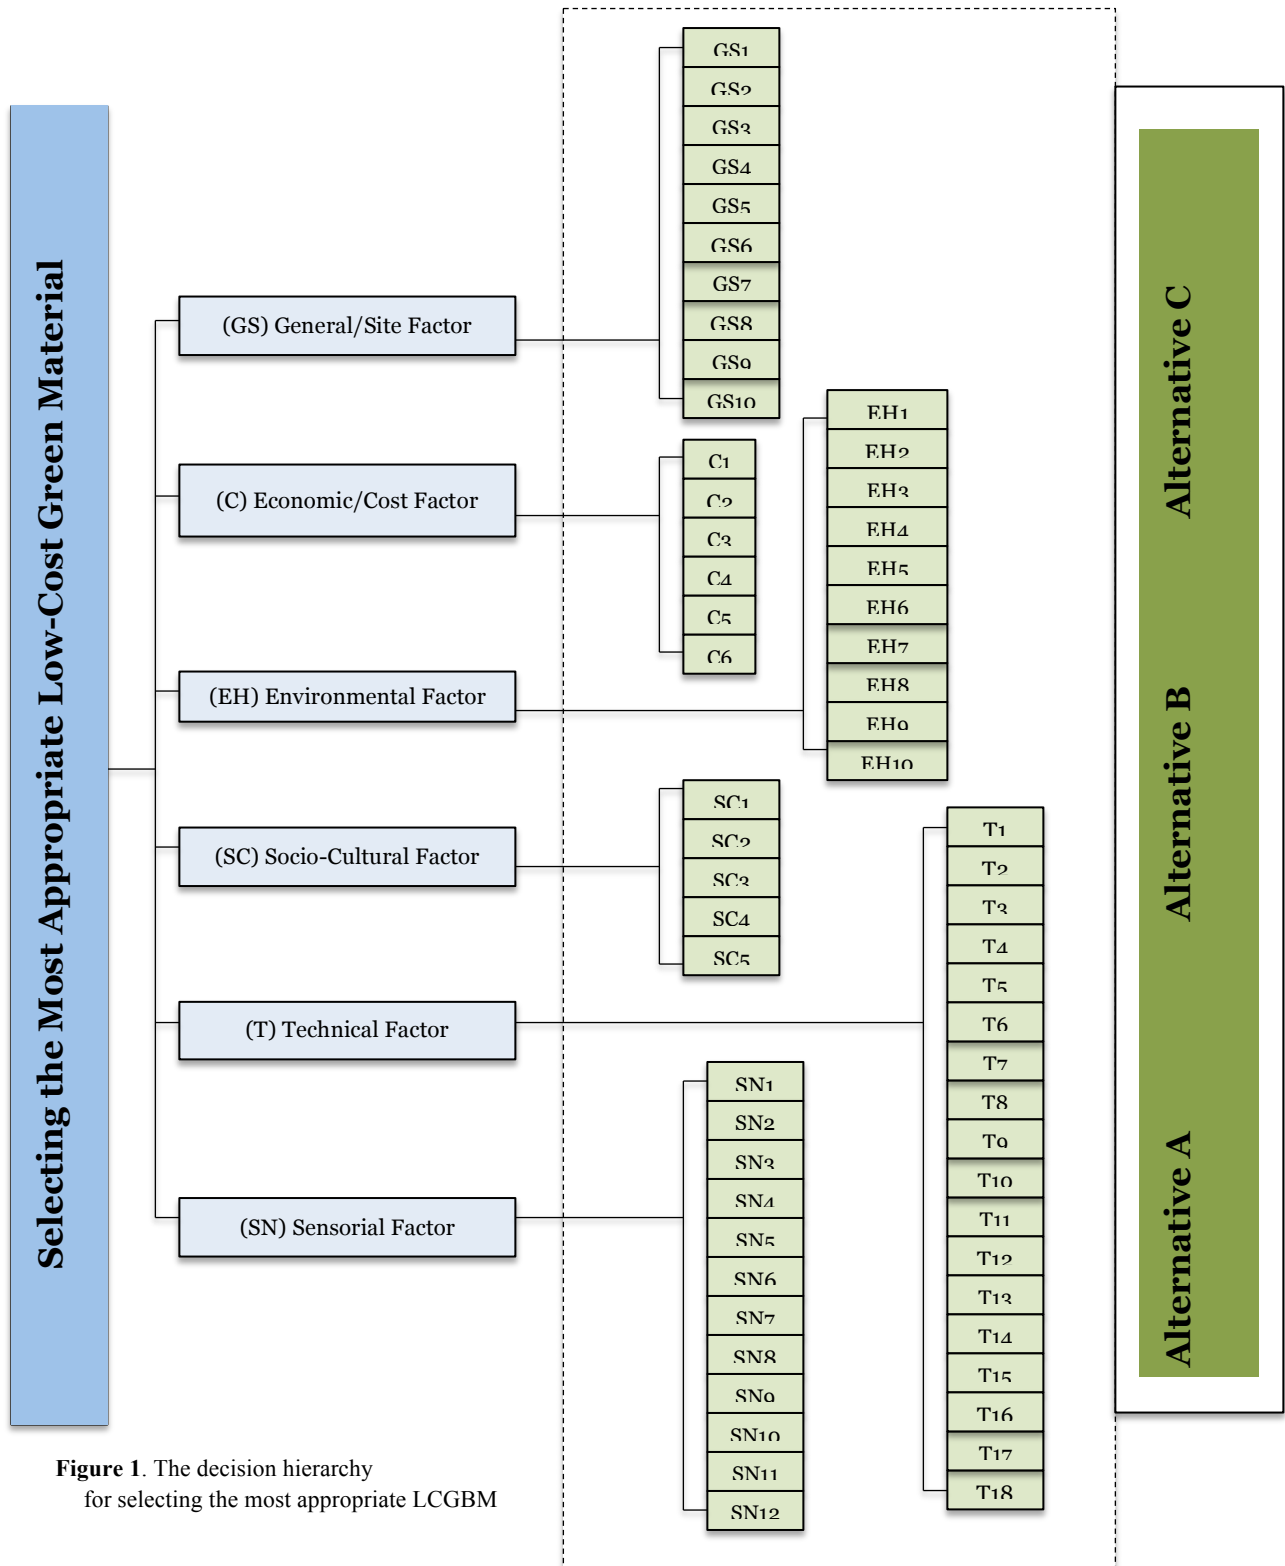 Selecting the Most Appropriate Low-Cost Green Material
(GS) General/Site Factor
(C) Economic/Cost Factor
(EH) Environmental Factor
(SC) Socio-Cultural Factor
(T) Technical Factor
(SN) Sensorial Factor
GS1
GS2
GS3
GS4
GS5
GS6
GS7
GS8
GS9
GS10
C1
C2
C3
C4
C5
C6
EH1
EH2
EH3
EH4
EH5
EH6
EH7
EH8
EH9
EH10
SC1
SC2
SC3
SC4
SC5
T1
T2
T3
T4
T5
T6
T7
T8
T9
T10
T11
T12
T13
T14
T15
T16
T17
T18
SN1
SN2
SN3
SN4
SN5
SN6
SN7
SN8
SN9
SN10
SN11
SN12
Alternative A
Alternative B
Alternative C
Figure 1. The decision hierarchy
for selecting the most appropriate LCGBM